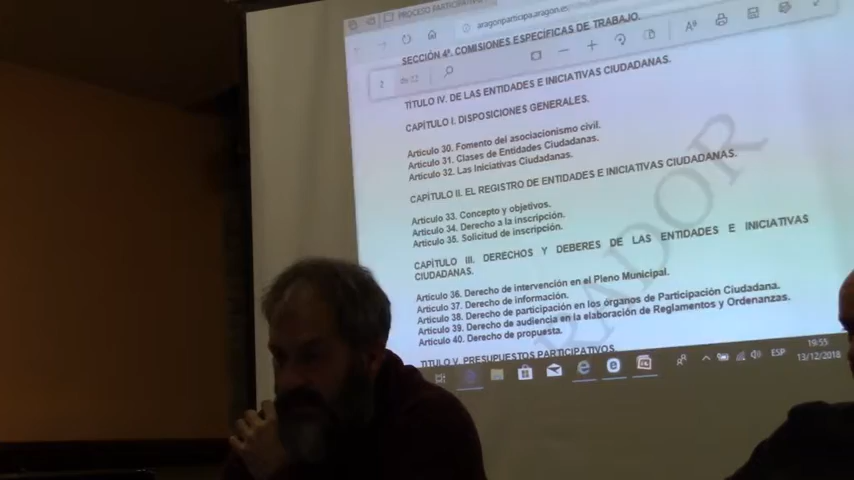 PROCESO PARTICIPATIVO
aragonparticipa.aragon.es
SECCIÓN 4ª. COMISIONES ESPECÍFICAS DE TRABAJO.
2 de 22
TÍTULO IV. DE LAS ENTIDADES E INICIATIVAS CIUDADANAS.
CAPÍTULO I. DISPOSICIONES GENERALES.
Artículo 30. Fomento del asociacionismo civil.
Artículo 31. Clases de Entidades Ciudadanas.
Artículo 32. Las Iniciativas Ciudadanas.
CAPÍTULO II. EL REGISTRO DE ENTIDADES E INICIATIVAS CIUDADANAS.
Artículo 33. Concepto y objetivos.
Artículo 34. Derecho a la inscripción.
Artículo 35. Solicitud de inscripción.
CAPÍTULO III. DERECHOS Y DEBERES DE LAS ENTIDADES E INICIATIVAS
CIUDADANAS.
Artículo 36. Derecho de intervención en el Pleno Municipal.
Artículo 37. Derecho de información.
Artículo 38. Derecho de participación en los órganos de Participación Ciudadana.
Artículo 39. Derecho de audiencia en la elaboración de Reglamentos y Ordenanzas.
Artículo 40. Derecho de propuesta.
TÍTULO V. PRESUPUESTOS PARTICIPATIVOS.
RADOR
ESP
19:55
13/12/2018